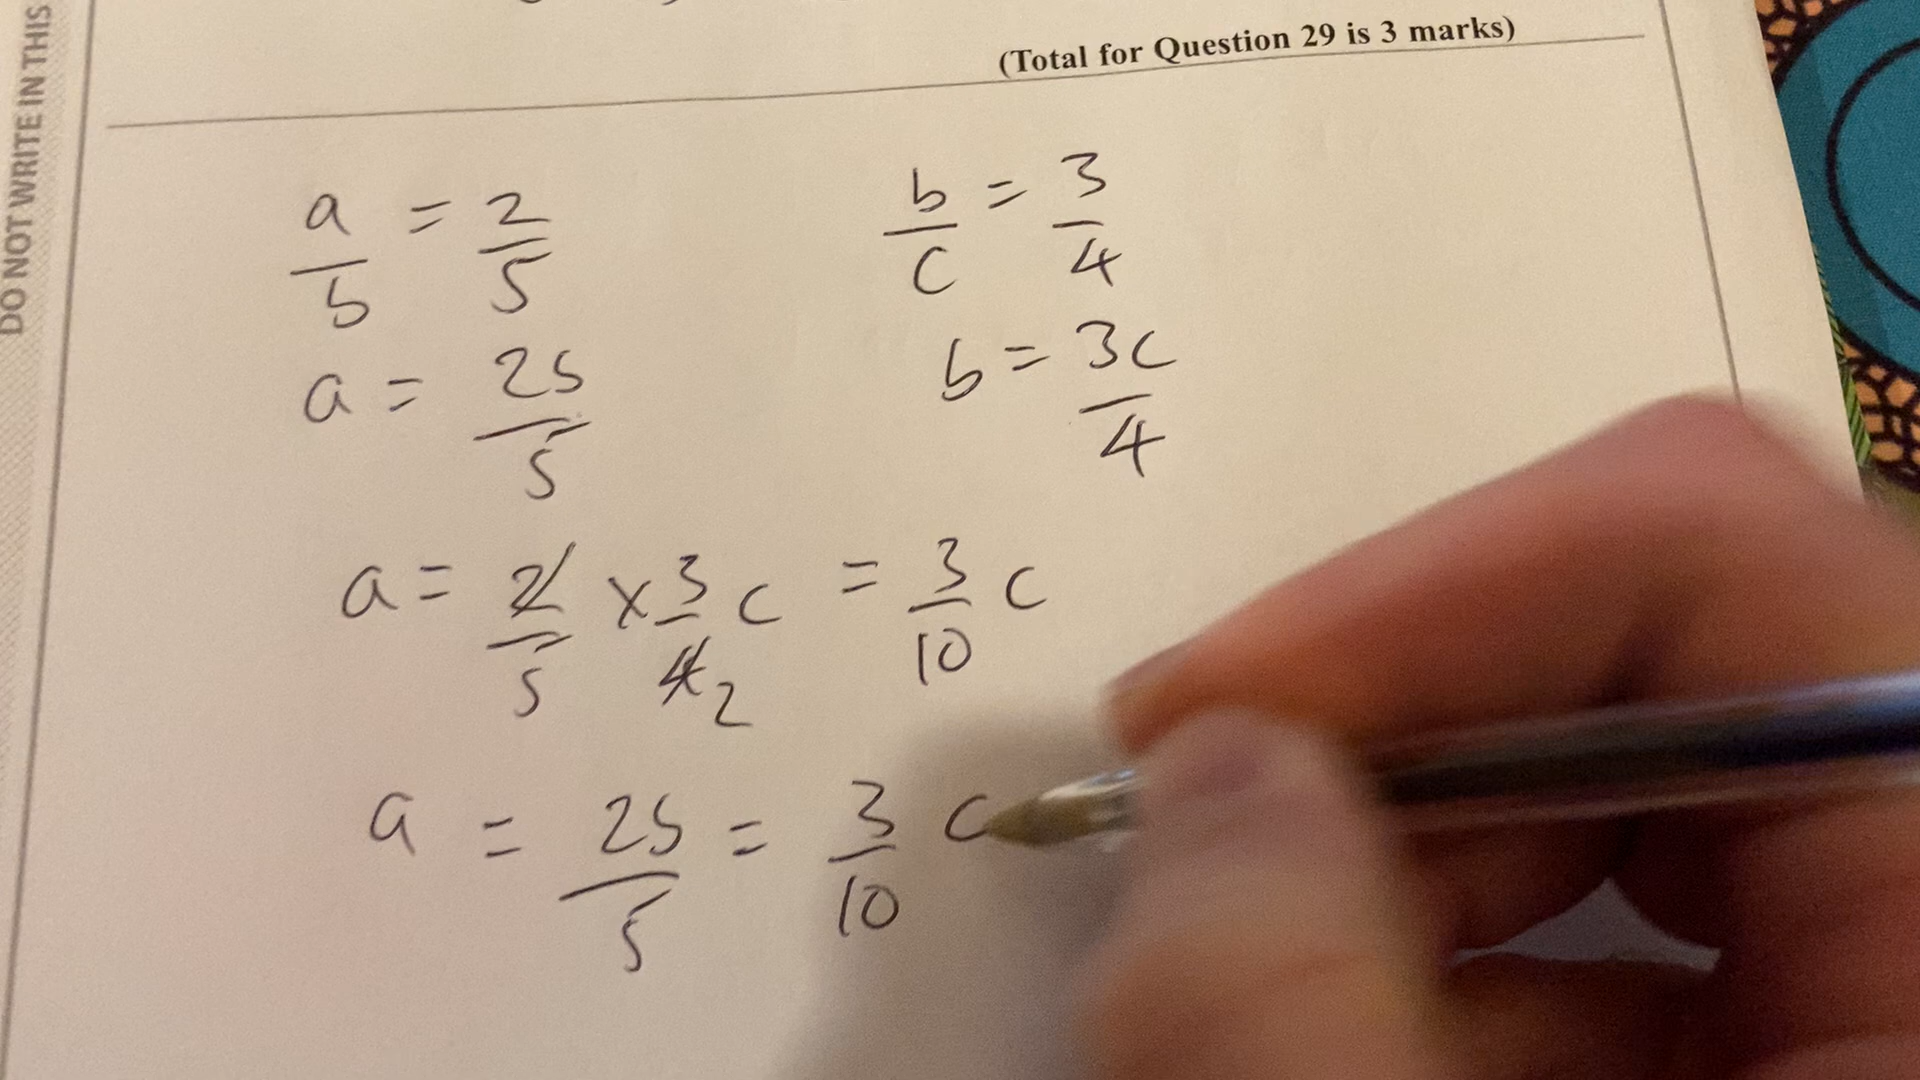 DO NOT WRITE IN THIS
(Total for Question 29 is 3 marks)
a/b = 2/5
b/c = 3/4
a = 2b/5
b = 3c/4
a = 2/5 x 3/4 2 c = 3/10 c
a = 2b/5 = 3/10 c